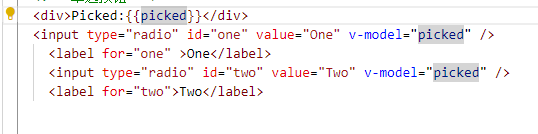 <div>Picked:{{picked}}</div>
<input type="radio" id="one" value="One" v-model="picked" />
<label for="one" >One</label>
<input type="radio" id="two" value="Two" v-model="picked" />
<label for="two">Two</label>